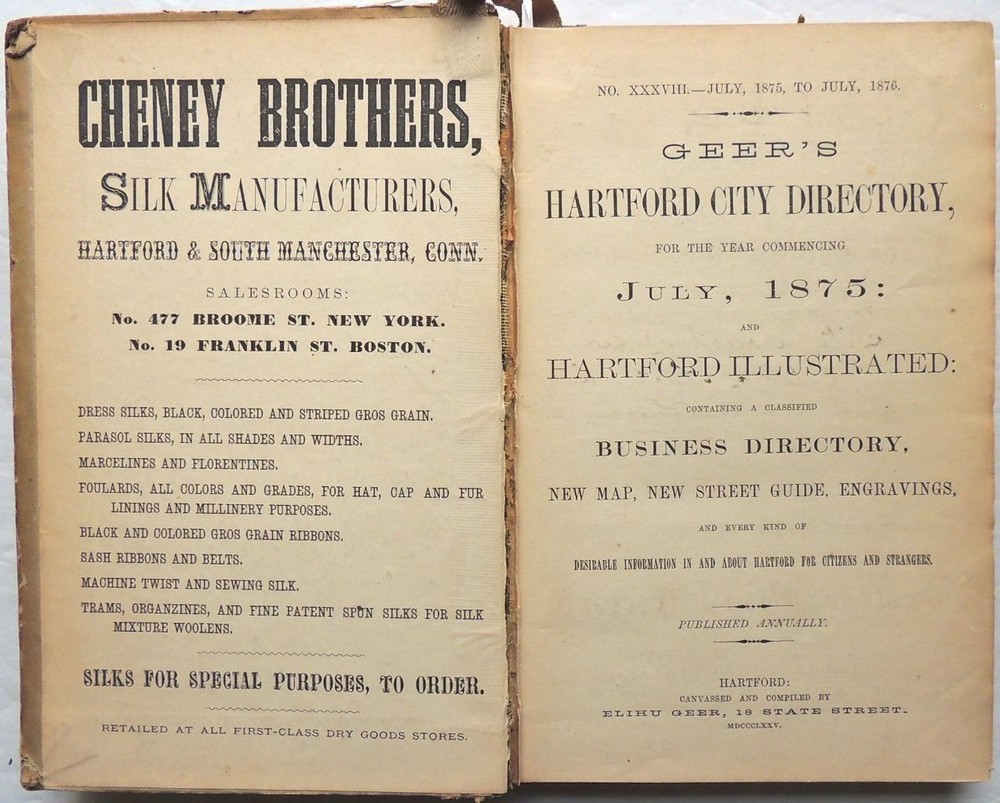 CHENEY BROTHERS,
SILK MANUFACTURERS,
HARTFORD & SOUTH MANCHESTER, CONN.
SALESROOMS:
No. 477 BROOME ST. NEW YORK.
No. 19 FRANKLIN ST. BOSTON.
DRESS SILKS, BLACK, COLORED AND STRIPED GROS GRAIN.
PARASOL SILKS, IN ALL SHADES AND WIDTHS.
MARCELINES AND FLORENTINES.
FOULARDS, ALL COLORS AND GRADES, FOR HAT, CAP AND FUR
LININGS AND MILLINERY PURPOSES.
BLACK AND COLORED GROS GRAIN RIBBONS.
SASH RIBBONS AND BELTS.
MACHINE TWIST AND SEWING SILK.
TRAMS, ORGANZINES, AND FINE PATENT SPUN SILKS FOR SILK
MIXTURE WOOLENS.
SILKS FOR SPECIAL PURPOSES, TO ORDER.
RETAILED AT ALL FIRST-CLASS DRY GOODS STORES.
NO. XXXVIII.—JULY, 1875, TO JULY, 1876.
GEER'S
HARTFORD CITY DIRECTORY,
FOR THE YEAR COMMENCING
JULY, 1875:
AND
HARTFORD ILLUSTRATED:
CONTAINING A CLASSIFIED
BUSINESS DIRECTORY,
NEW MAP, NEW STREET GUIDE, ENGRAVINGS,
AND EVERY KIND OF
DESIRABLE INFORMATION IN AND ABOUT HARTFORD FOR CITIZENS AND STRANGERS.
PUBLISHED ANNUALLY.
HARTFORD:
CANVASSED AND COMPILED BY
ELIHU GEER, 18 STATE STREET.
MDCCCLXXV.